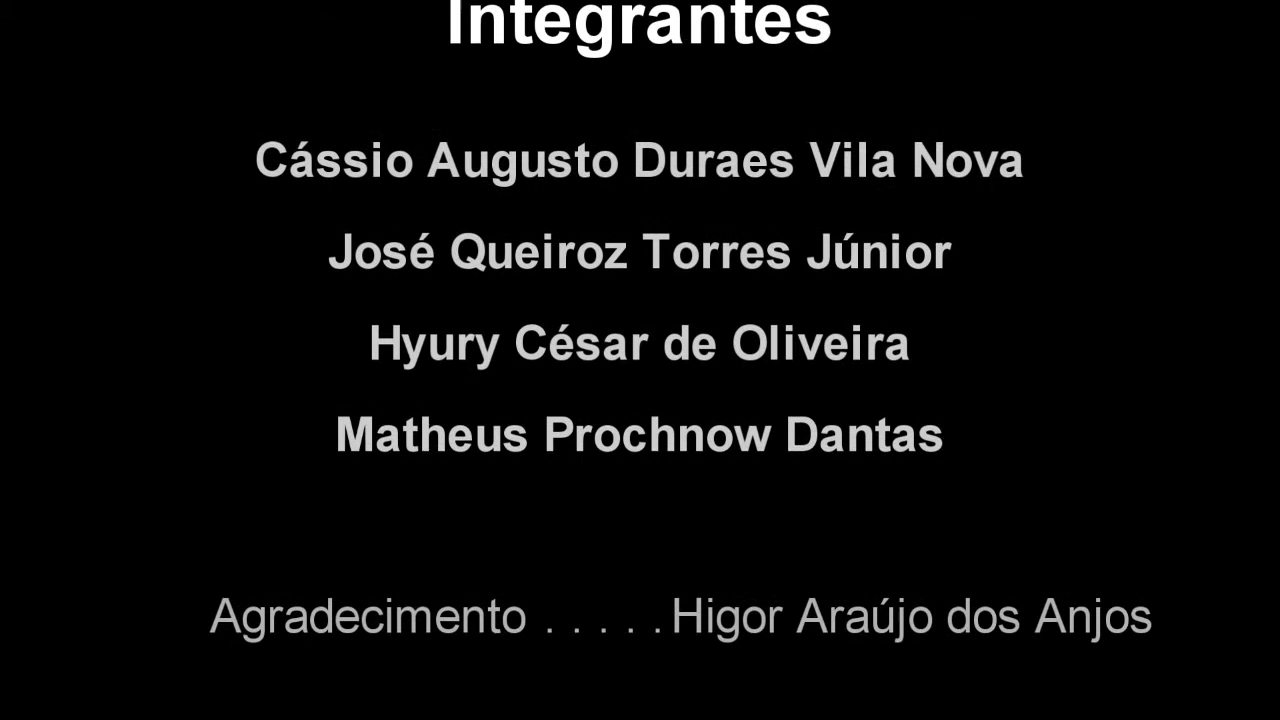 Integrantes
Cássio Augusto Duraes Vila Nova
José Queiroz Torres Júnior
Hyury César de Oliveira
Matheus Prochnow Dantas
Agradecimento . . . . . Higor Araújo dos Anjos